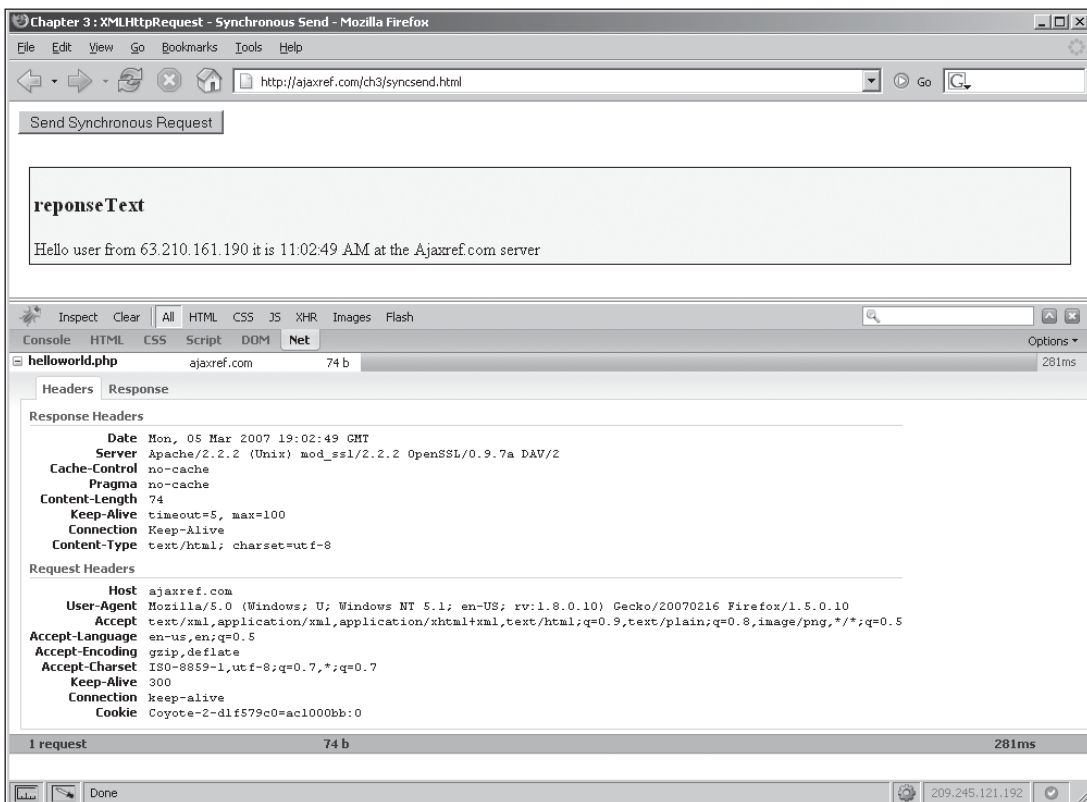 Chapter 3 : XMLHttpRequest - Synchronous Send - Mozilla Firefox
File Edit View Go Bookmarks Tools Help
http://ajaxref.com/ch3/syncsend.html Go G
Send Synchronous Request
reponseText
Hello user from 63.210.161.190 it is 11:02:49 AM at the Ajaxref.com server
Inspect Clear All HTML CSS JS XHR Images Flash
Console HTML CSS Script DOM Net Options
helloworld.php ajaxref.com 74 b 281ms
Headers Response
Response Headers
Date Mon, 05 Mar 2007 19:02:49 GMT
Server Apache/2.2.2 (Unix) mod_ssl/2.2.2 OpenSSL/0.9.7a DAV/2
Cache-Control no-cache
Pragma no-cache
Content-Length 74
Keep-Alive timeout=5, max=100
Connection Keep-Alive
Content-Type text/html; charset=utf-8
Request Headers
Host ajaxref.com
User-Agent Mozilla/5.0 (Windows; U; Windows NT 5.1; en-US; rv:1.8.0.10) Gecko/20070216 Firefox/1.5.0.10
Accept text/xml,application/xml,application/xhtml+xml,text/html;q=0.9,text/plain;q=0.8,image/png,*/*;q=0.5
Accept-Language en-us,en;q=0.5
Accept-Encoding gzip,deflate
Accept-Charset ISO-8859-1,utf-8;q=0.7,*;q=0.7
Keep-Alive 300
Connection keep-alive
Cookie Coyote-2-d1f579c0=ac1000bb:0
1 request 74 b 281ms
Done 209.245.121.192